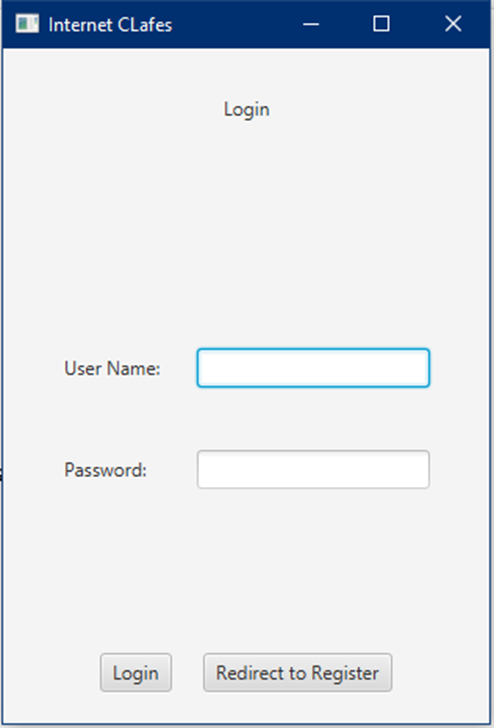 Internet CLafes
Login
User Name:
Password:
Login Redirect to Register